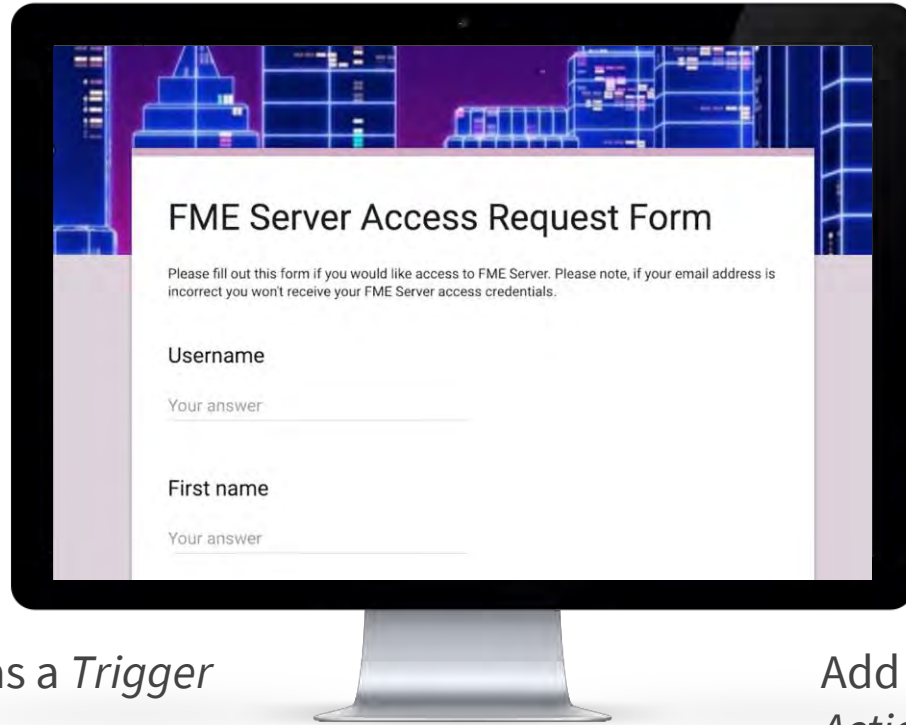 FME Server Access Request Form
Please fill out this form if you would like access to FME Server. Please note, if your email address is
incorrect you won't receive your FME Server access credentials.
Username
Your answer
First name
Your answer
as a Trigger
Add